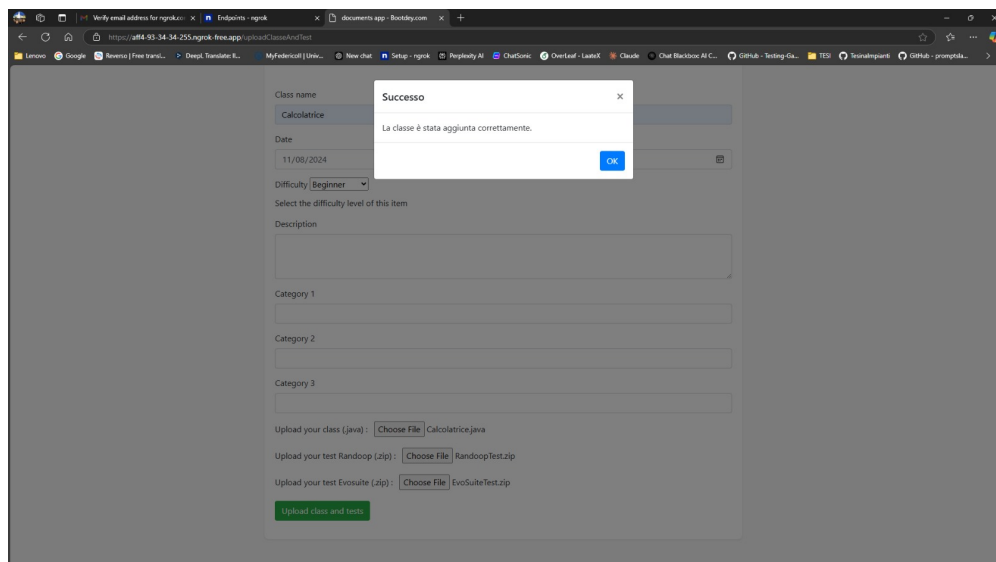 Verify email address for ngrok.co
Endpoints - ngrok
documents app - Bootdey.com
https://aff4-93-34-34-255.ngrok-free.app/uploadClasseAndTest
Lenovo
Google
Reverso | Free transl...
DeepL Translate: Il...
MyFedericoII | Univ...
New chat
Setup - ngrok
Perplexity AI
ChatSonic
OverLeaf - LaateX
Claude
Chat Blackbox AI C...
GitHub - Testing-Ga...
TESI
TesinaImpianti
GitHub - promptsla...
Class name
Successo
Calcolatrice
La classe è stata aggiunta correttamente.
Date
11/08/2024
OK
Difficulty Beginner
Select the difficulty level of this item
Description
Category 1
Category 2
Category 3
Upload your class (.java) : Choose File Calcolatrice.java
Upload your test Randoop (.zip) : Choose File RandoopTest.zip
Upload your test Evosuite (.zip) : Choose File EvoSuiteTest.zip
Upload class and tests